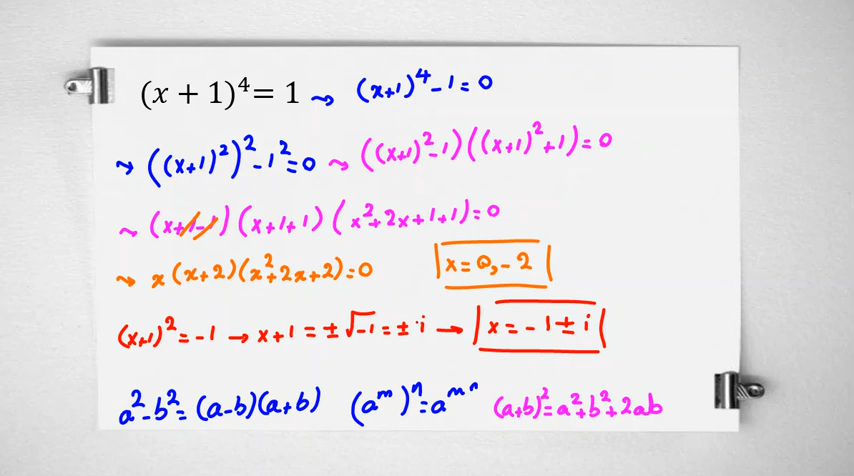 (x + 1)⁴ = 1 ⤳ (x+1)⁴-1=0
⤳ ((x+1)²)²-1²=0 ⤳ ((x+1)²-1)((x+1)²+1)=0
⤳ (x+1-1)(x+1+1)(x²+2x+1+1)=0
⤳ x(x+2)(x²+2x+2)=0 x=0,-2
(x+1)²=-1 → x+1=±√-1=±i → x=-1±i
a²-b²=(a-b)(a+b) (aᵐ)ⁿ=aᵐⁿ (a+b)²=a²+b²+2ab